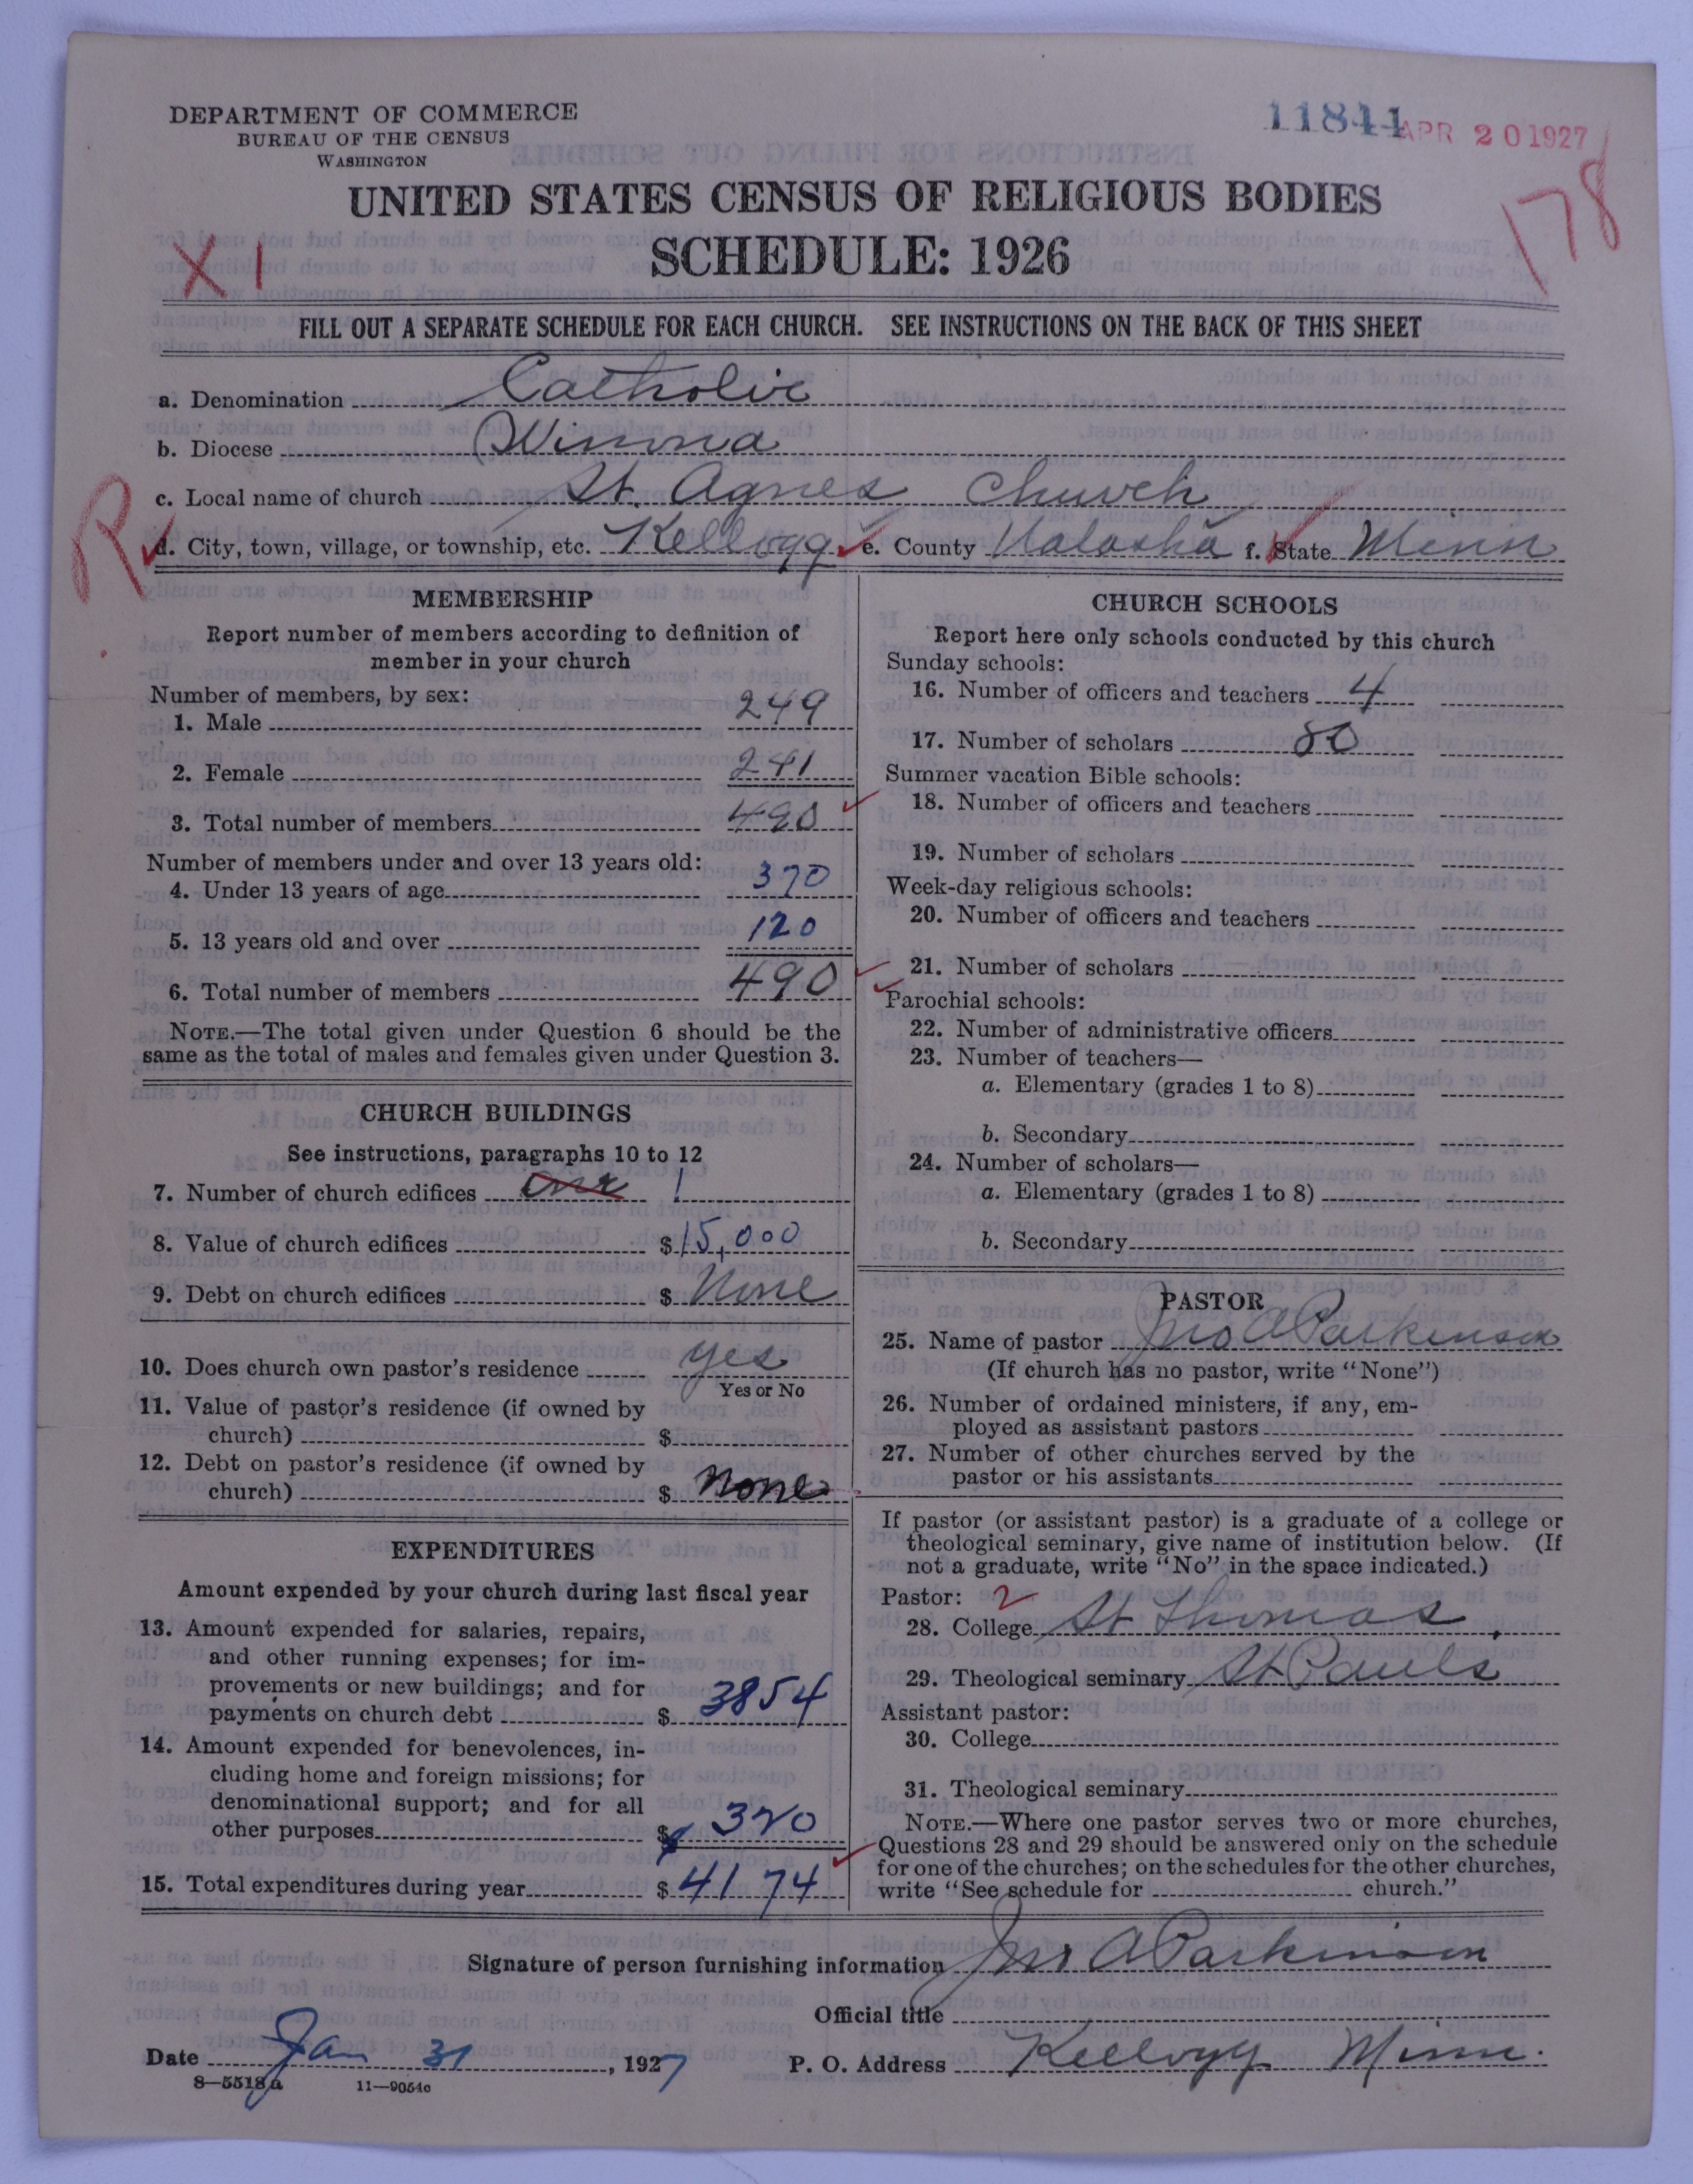 DEPARTMENT OF COMMERCE
BUREAU OF THE CENSUS
WASHINGTON
11844 APR 20 1927
UNITED STATES CENSUS OF RELIGIOUS BODIES
SCHEDULE: 1926
X1
178
FILL OUT A SEPARATE SCHEDULE FOR EACH CHURCH. SEE INSTRUCTIONS ON THE BACK OF THIS SHEET
a. Denomination Catholic
b. Diocese Winona
c. Local name of church St. Agnes Church
R
d. City, town, village, or township, etc. Kellogg e. County Wabasha f. State Minn
MEMBERSHIP
Report number of members according to definition of
member in your church
Number of members, by sex:
1. Male 249
2. Female 241
3. Total number of members 490
Number of members under and over 13 years old:
4. Under 13 years of age 370
5. 13 years old and over 120
6. Total number of members 490
NOTE.—The total given under Question 6 should be the
same as the total of males and females given under Question 3.
CHURCH BUILDINGS
See instructions, paragraphs 10 to 12
7. Number of church edifices one 1
8. Value of church edifices $ 15,000
9. Debt on church edifices $ None
10. Does church own pastor's residence yes
Yes or No
11. Value of pastor's residence (if owned by
church) $
12. Debt on pastor's residence (if owned by
church) $ none
EXPENDITURES
Amount expended by your church during last fiscal year
13. Amount expended for salaries, repairs,
and other running expenses; for im-
provements or new buildings; and for
payments on church debt $ 3854
14. Amount expended for benevolences, in-
cluding home and foreign missions; for
denominational support; and for all
other purposes $ 320
15. Total expenditures during year $ 4174
CHURCH SCHOOLS
Report here only schools conducted by this church
Sunday schools:
16. Number of officers and teachers 4
17. Number of scholars 80
Summer vacation Bible schools:
18. Number of officers and teachers
19. Number of scholars
Week-day religious schools:
20. Number of officers and teachers
21. Number of scholars
Parochial schools:
22. Number of administrative officers
23. Number of teachers—
a. Elementary (grades 1 to 8)
b. Secondary
24. Number of scholars—
a. Elementary (grades 1 to 8)
b. Secondary
PASTOR
25. Name of pastor Jno A Parkinson
(If church has no pastor, write "None")
26. Number of ordained ministers, if any, em-
ployed as assistant pastors
27. Number of other churches served by the
pastor or his assistants
If pastor (or assistant pastor) is a graduate of a college or
theological seminary, give name of institution below. (If
not a graduate, write "No" in the space indicated.)
Pastor: 2
28. College St Thomas
29. Theological seminary St Pauls
Assistant pastor:
30. College
31. Theological seminary
NOTE.—Where one pastor serves two or more churches,
Questions 28 and 29 should be answered only on the schedule
for one of the churches; on the schedules for the other churches,
write "See schedule for church."
Signature of person furnishing information Jno A Parkinson
Official title
Date Jan 31, 1927 P. O. Address Kellogg Minn.
8—5518a 11—9054c